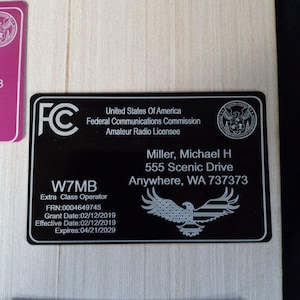 FCC
United States Of America
Federal Communications Commission
Amateur Radio Licensee
Miller, Michael H
555 Scenic Drive
Anywhere, WA 737373
W7MB
Extra Class Operator
FRN:0004649745
Grant Date:02/12/2019
Effective Date:02/12/2019
Expires:04/21/2029